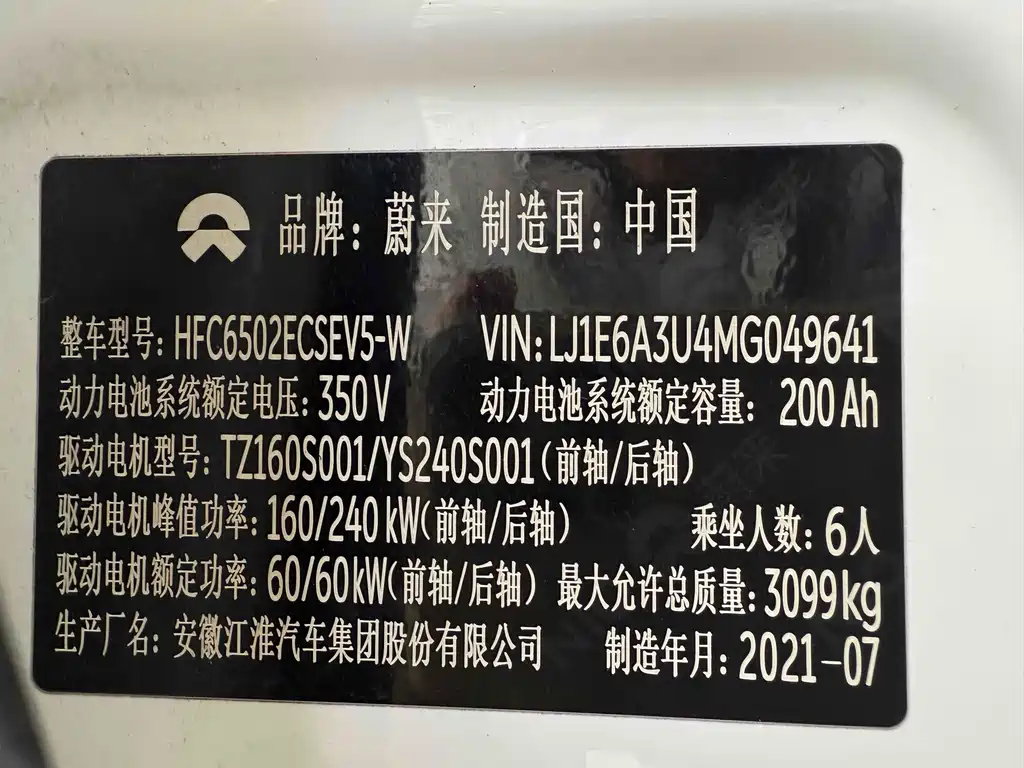 品牌: 蔚来 制造国: 中国
整车型号: HFC6502ECSEV5-W VIN: LJ1E6A3U4MG049641
动力电池系统额定电压: 350V 动力电池系统额定容量: 200Ah
驱动电机型号: TZ160S001/YS240S001(前轴/后轴)
驱动电机峰值功率: 160/240kW(前轴/后轴) 乘坐人数: 6人
驱动电机额定功率: 60/60kW(前轴/后轴) 最大允许总质量: 3099kg
生产厂名: 安徽江淮汽车集团股份有限公司 制造年月: 2021-07